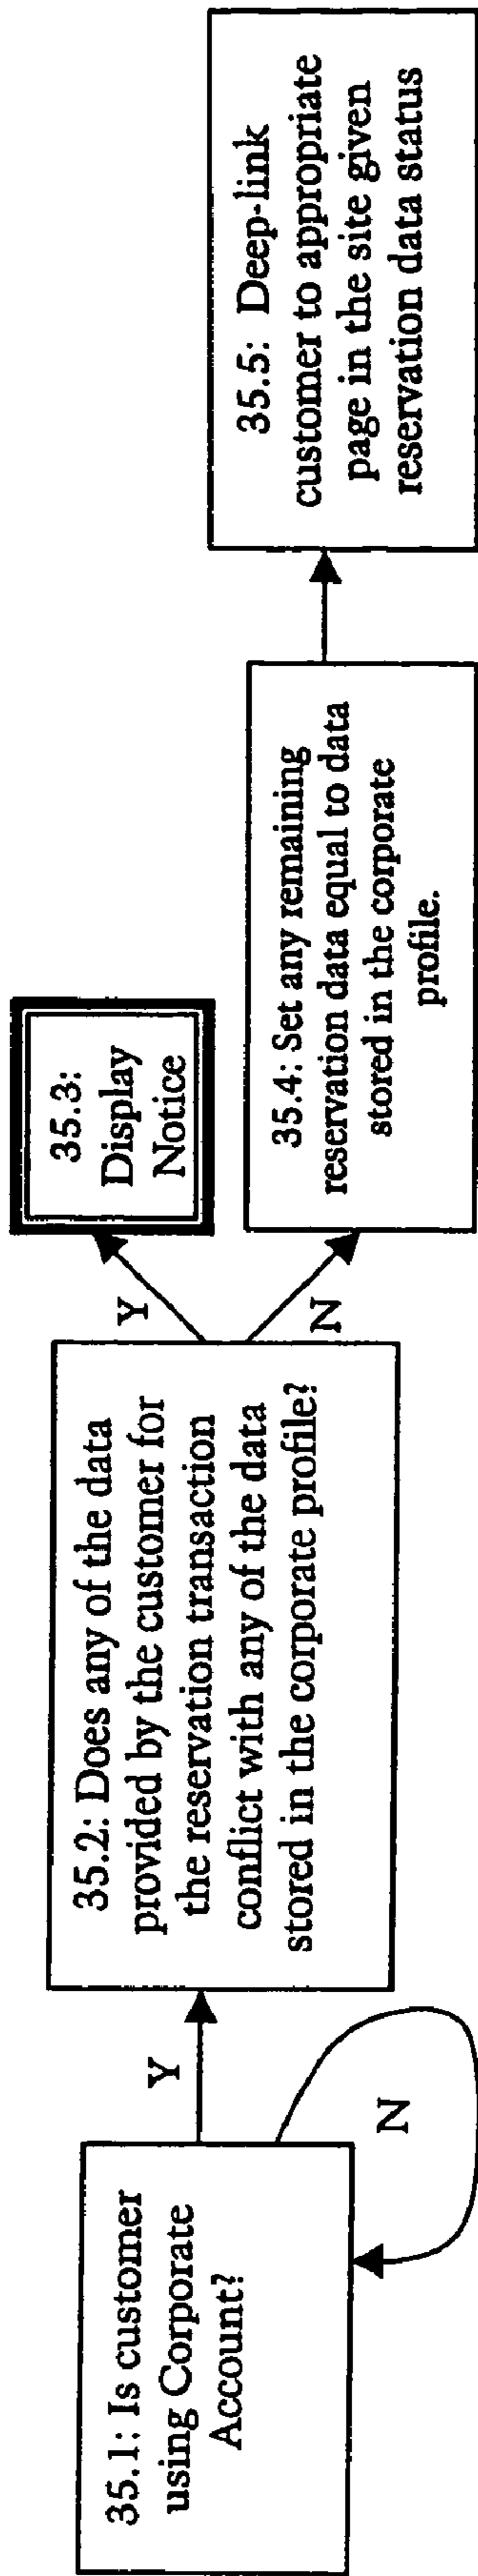 35.1: Is customer
using Corporate
Account?
Y
N
35.2: Does any of the data
provided by the customer for
the reservation transaction
conflict with any of the data
stored in the corporate profile?
Y
N
35.3:
Display
Notice
35.4: Set any remaining
reservation data equal to data
stored in the corporate
profile.
35.5: Deep-link
customer to appropriate
page in the site given
reservation data status